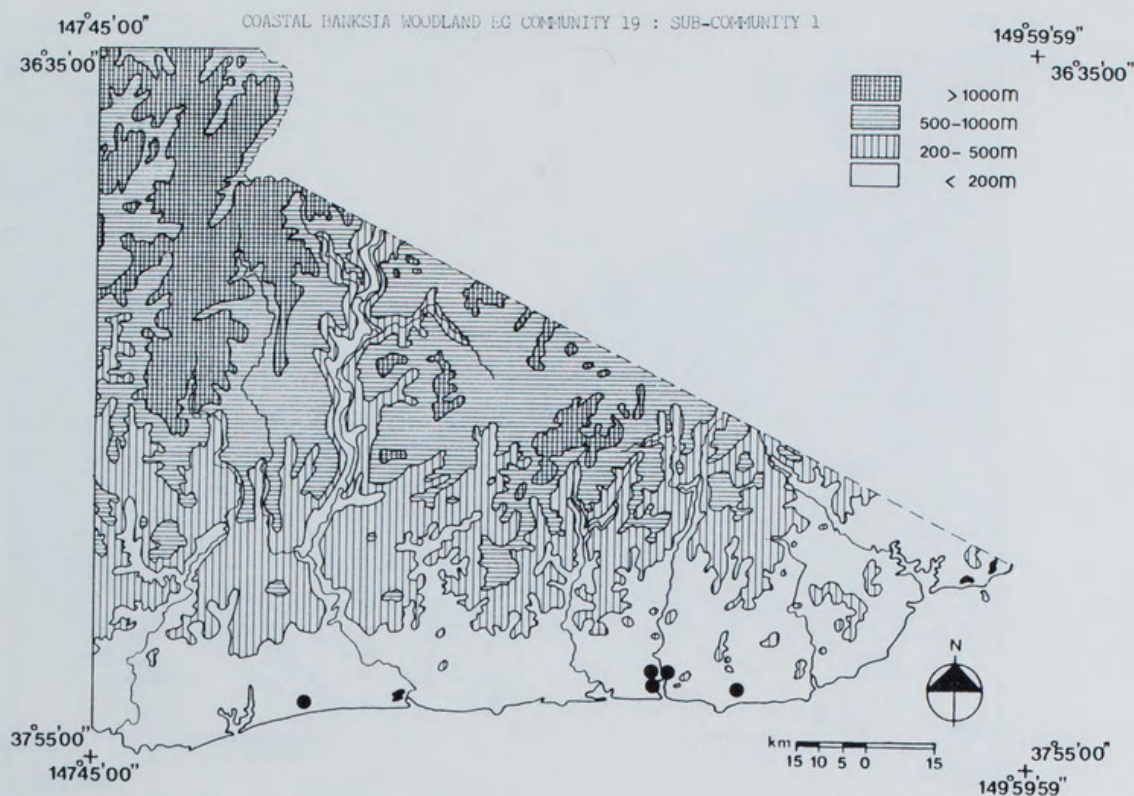 COASTAL BANKSIA WOODLAND EG COMMUNITY 19 : SUB-COMMUNITY 1
147°45'00"
36°35'00"
149°59'59"
36°35'00"
> 1000m
500-1000m
200-500m
< 200m
N
km
15 10 5 0 15
37°55'00"
147°45'00"
37°55'00"
149°59'59"